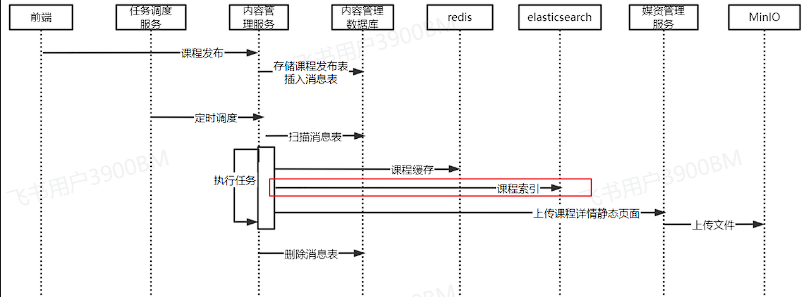 前端
任务调度
服务
内容管
理服务
内容管理
数据库
redis
elasticsearch
媒资管理
服务
MinIO
课程发布
存储课程发布表
插入消息表
定时调度
扫描消息表
执行任务
课程缓存
课程索引
上传课程详情静态页面
上传文件
删除消息表
飞书用户3900BM
飞书用户3900BM
飞书用户3900BM